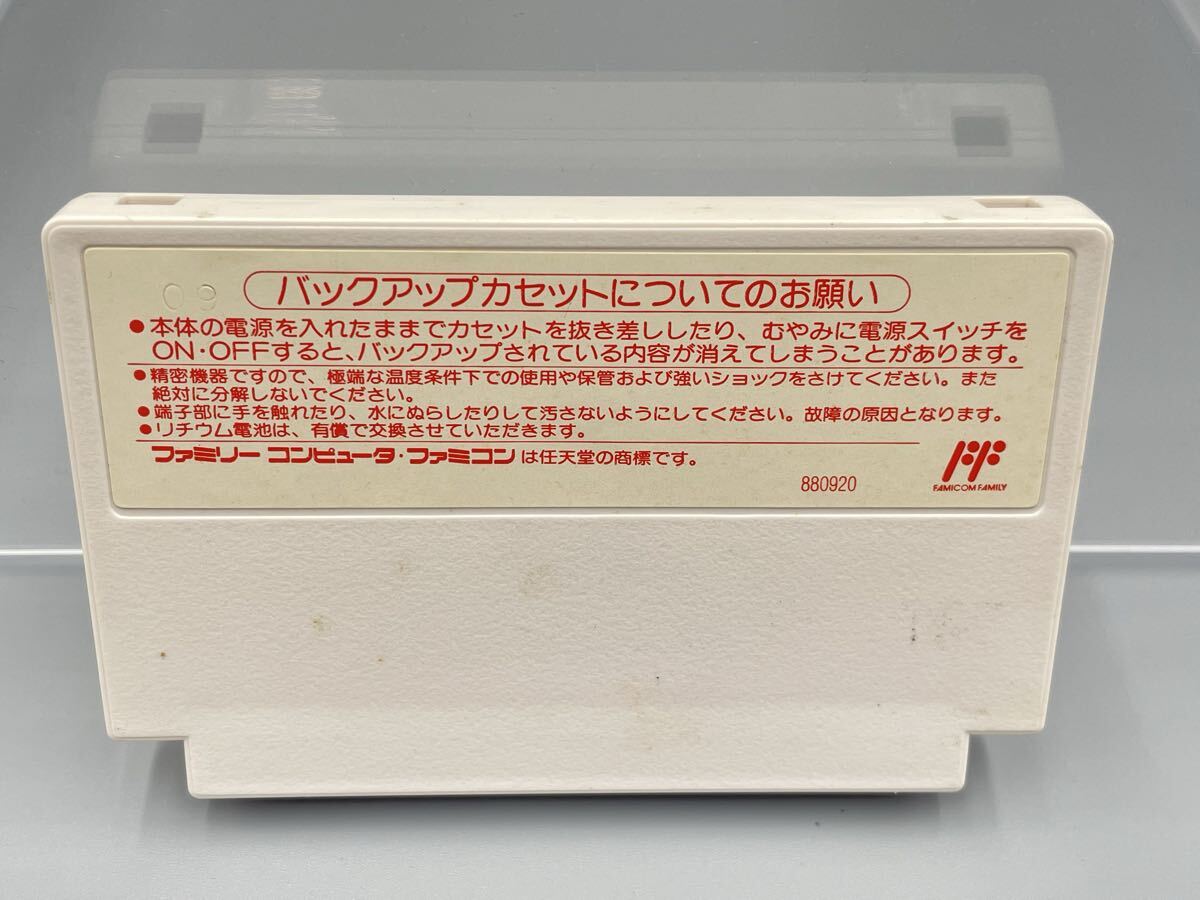 09
バックアップカセットについてのお願い
●本体の電源を入れたままでカセットを抜き差ししたり、むやみに電源スイッチを
ON・OFFすると、バックアップされている内容が消えてしまうことがあります。
●精密機器ですので、極端な温度条件下での使用や保管および強いショックをさけてください。また
絶対に分解しないでください。
●端子部に手を触れたり、水にぬらしたりして汚さないようにしてください。故障の原因となります。
●リチウム電池は、有償で交換させていただきます。
ファミリー コンピュータ・ファミコンは任天堂の商標です。
880920
FAMICOM FAMILY